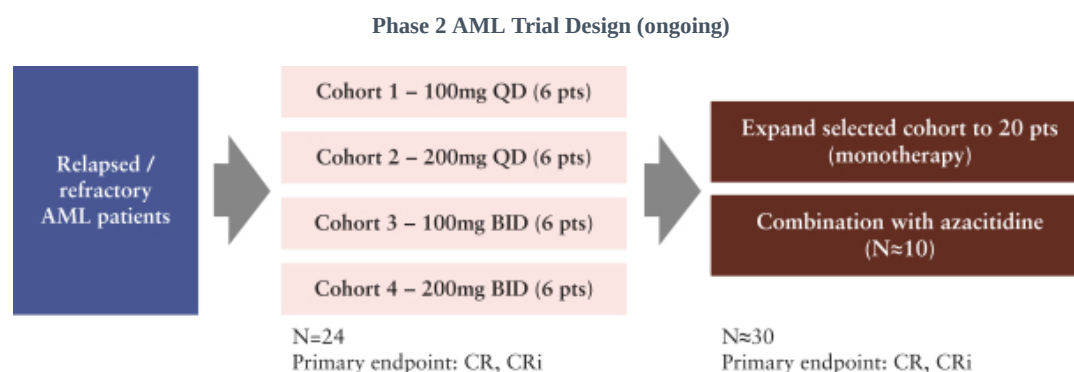 Phase 2 AML Trial Design (ongoing)
Relapsed /
refractory
AML patients
Cohort 1 – 100mg QD (6 pts)
Cohort 2 – 200mg QD (6 pts)
Cohort 3 – 100mg BID (6 pts)
Cohort 4 – 200mg BID (6 pts)
N=24
Primary endpoint: CR, CRi
Expand selected cohort to 20 pts
(monotherapy)
Combination with azacitidine
(N≈10)
N≈30
Primary endpoint: CR, CRi